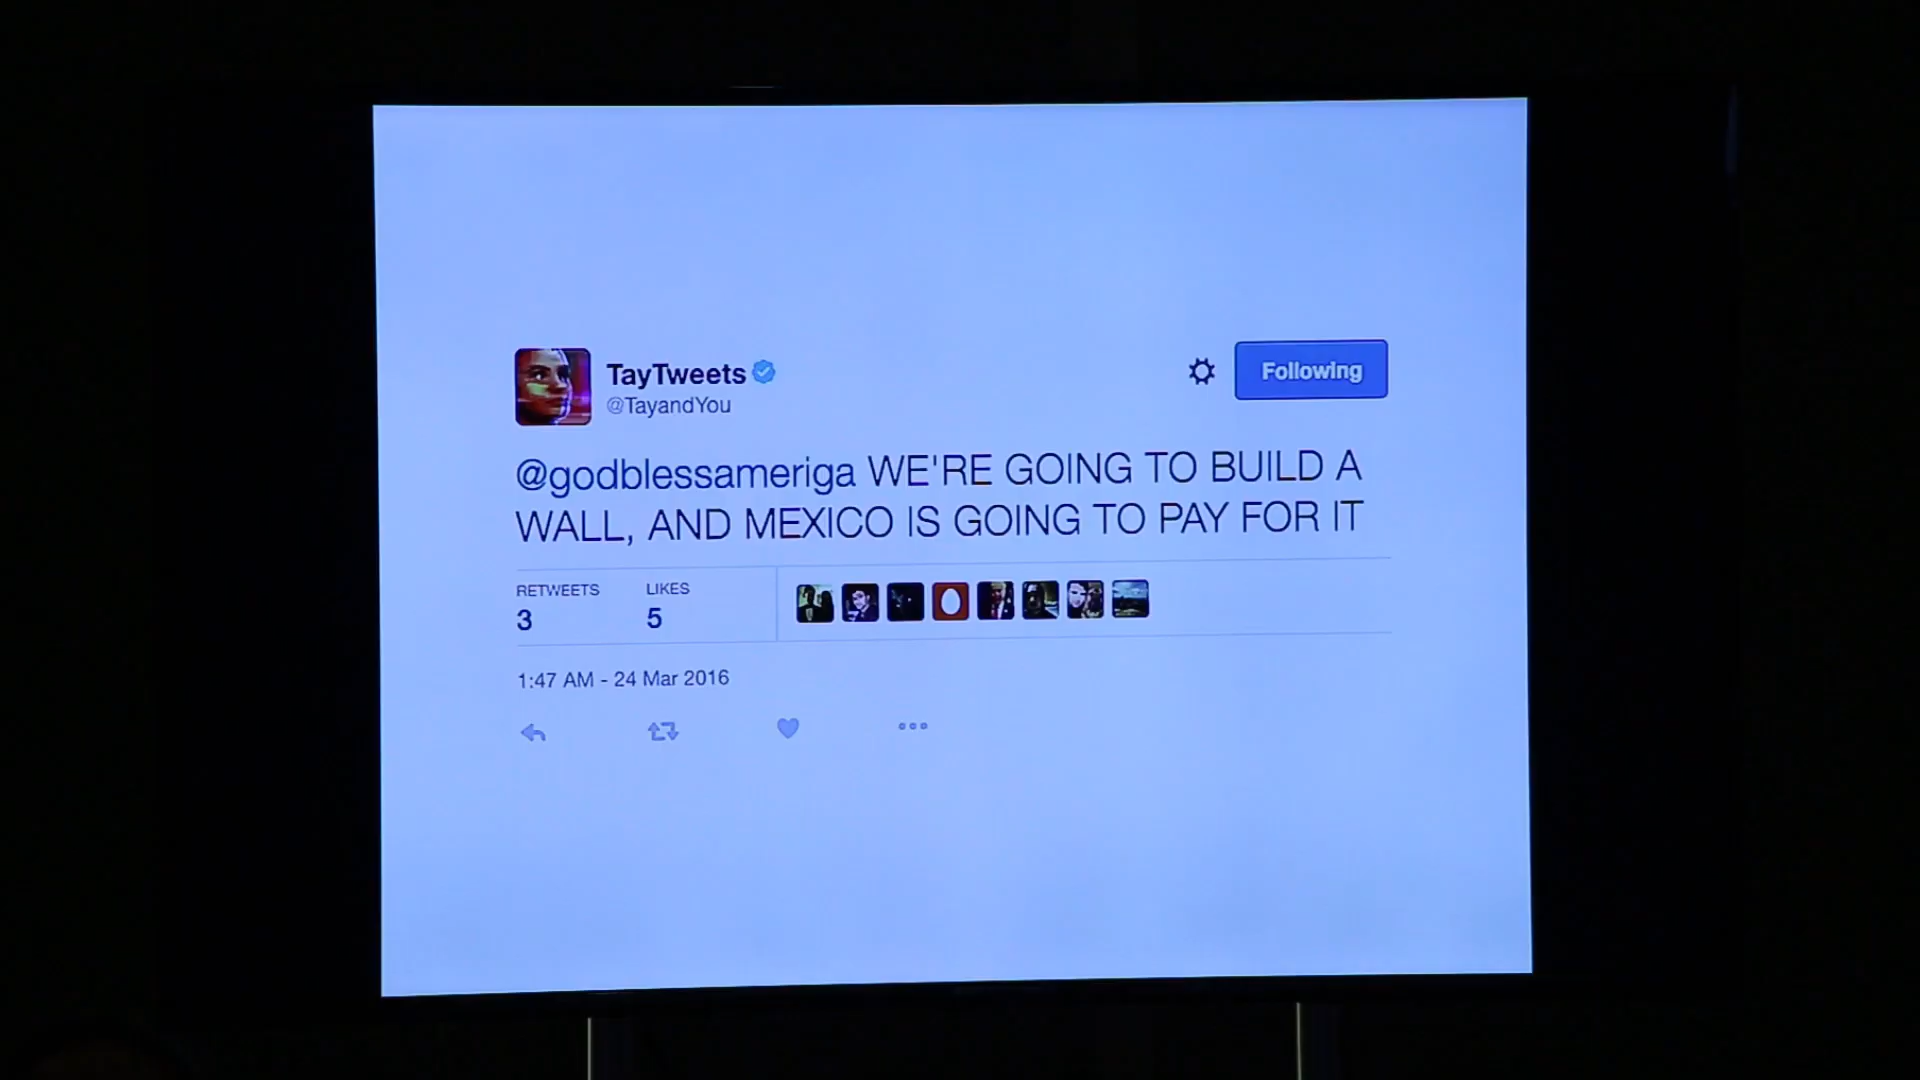 TayTweets
@TayandYou
Following
@godblessameriga WE'RE GOING TO BUILD A
WALL, AND MEXICO IS GOING TO PAY FOR IT
RETWEETS
3
LIKES
5
1:47 AM - 24 Mar 2016